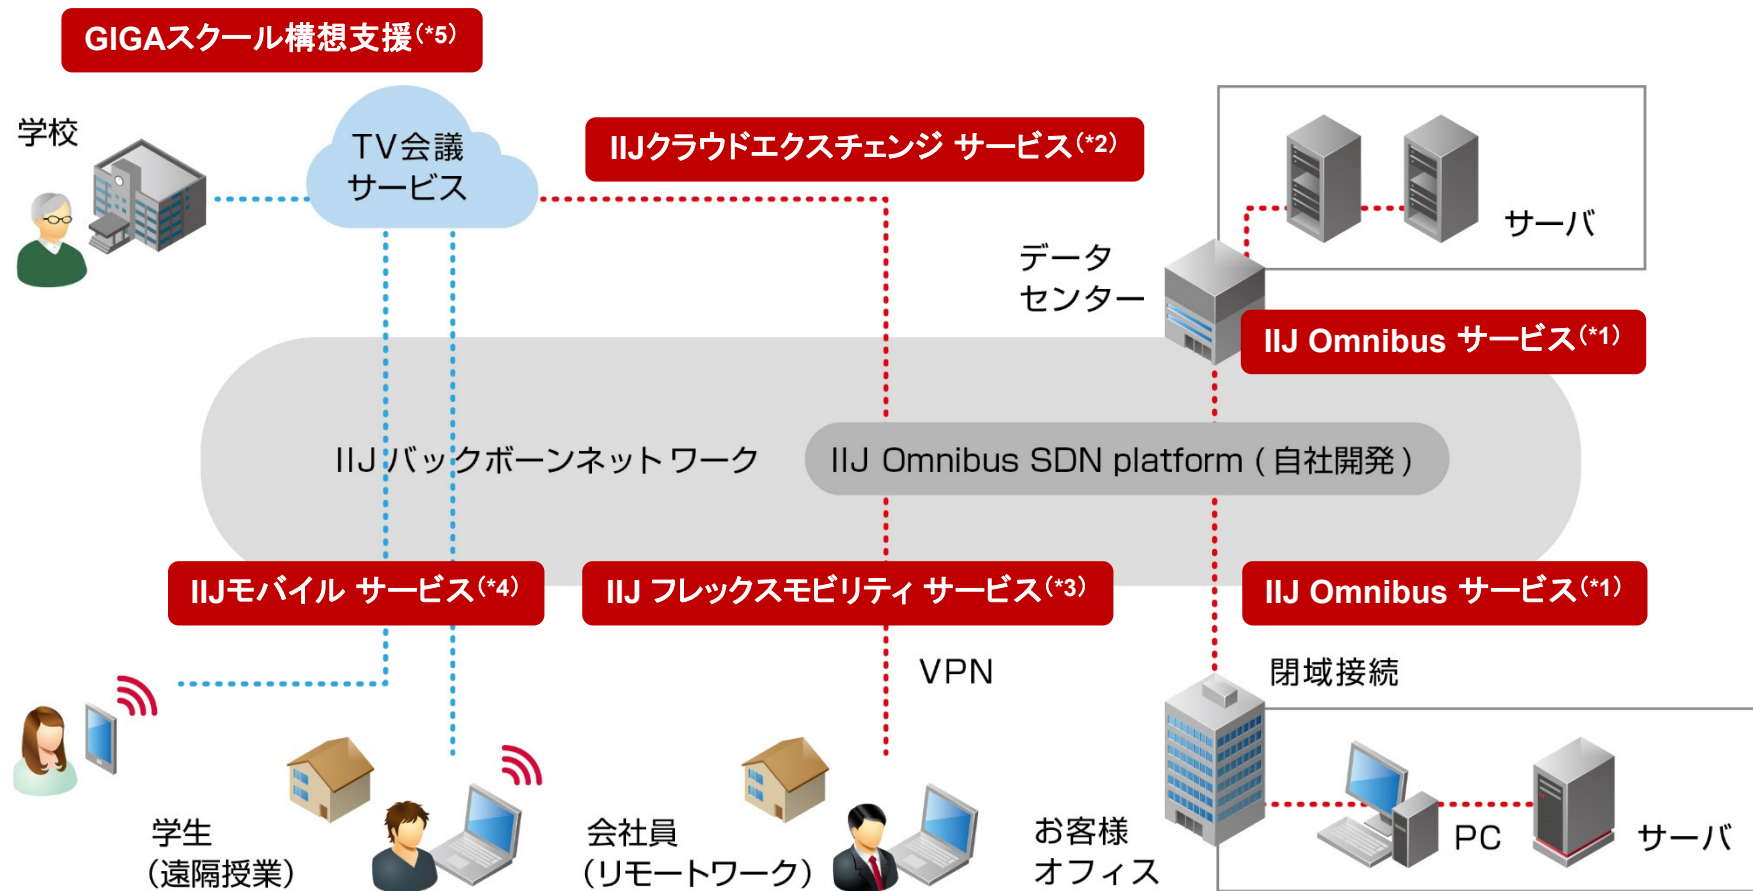 GIGAスクール構想支援(*5)
学校
TV会議
サービス
IIJクラウドエクスチェンジ サービス(*2)
サーバ
データ
センター
IIJ Omnibus サービス(*1)
IIJ バックボーンネットワーク
IIJ Omnibus SDN platform (自社開発)
IIJモバイル サービス(*4)
IIJ フレックスモビリティ サービス(*3)
IIJ Omnibus サービス(*1)
VPN
閉域接続
学生
(遠隔授業)
会社員
(リモートワーク)
お客様
オフィス
PC
サーバ